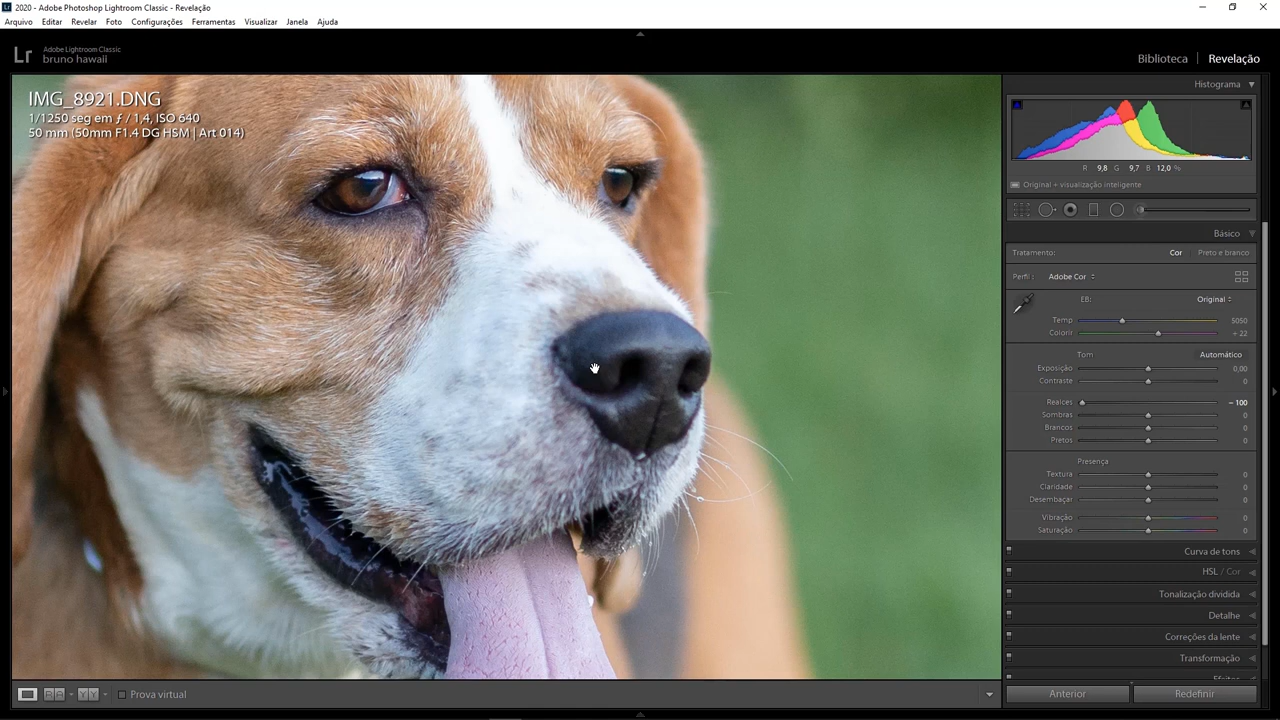 2020 - Adobe Photoshop Lightroom Classic - Revelação
Arquivo Editar Revelar Foto Configurações Ferramentas Visualizar Janela Ajuda
Lr Adobe Lightroom Classic
bruno hawaii
Biblioteca | Revelação
IMG_8921.DNG
1/1250 seg em ƒ / 1,4, ISO 640
50 mm (50mm F1.4 DG HSM | Art 014)
Histograma
R 9,8 G 9,7 B 12,0 %
Original + visualização inteligente
Básico
Tratamento: Cor Preto e branco
Perfil: Adobe Cor
EB: Original
Temp 5050
Colorir + 22
Tom Automático
Exposição 0,00
Contraste 0
Realces - 100
Sombras 0
Brancos 0
Pretos 0
Presença
Textura 0
Claridade 0
Desembaçar 0
Vibração 0
Saturação 0
Curva de tons
HSL / Cor
Tonalização dividida
Detalhe
Correções da lente
Transformação
Prova virtual
Anterior Redefinir